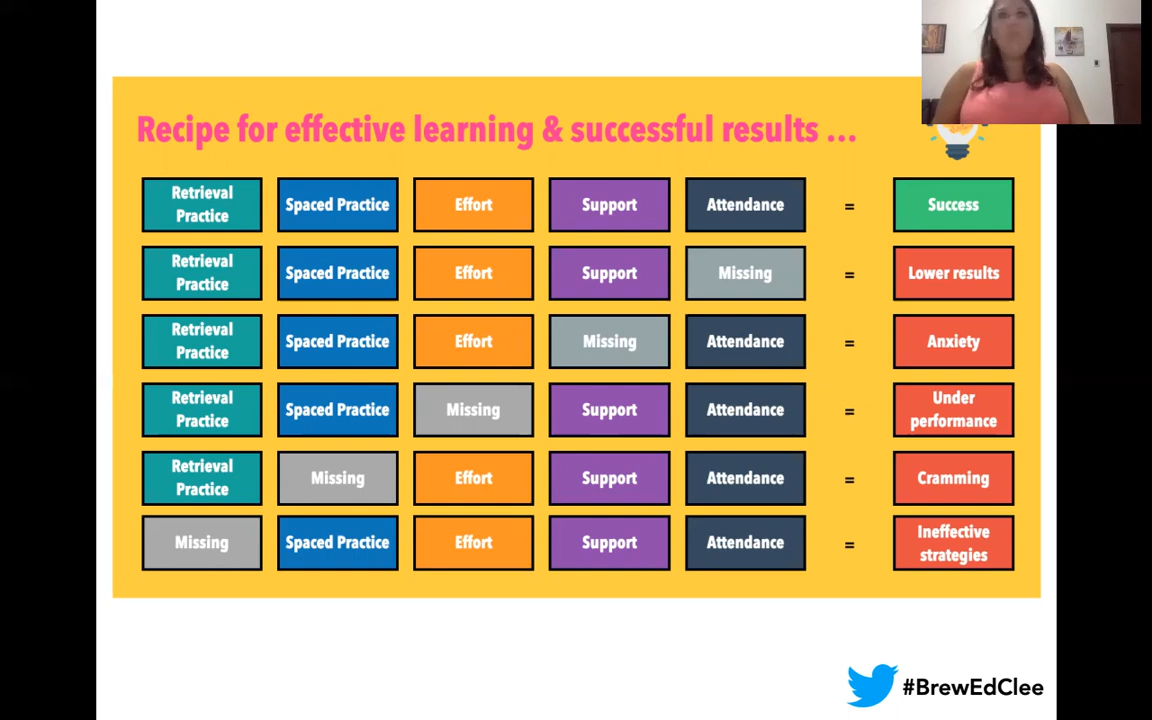 Recipe for effective learning & successful results ...
Retrieval
Practice
Spaced Practice
Effort
Support
Attendance
=
Success
Retrieval
Practice
Spaced Practice
Effort
Support
Missing
=
Lower results
Retrieval
Practice
Spaced Practice
Effort
Missing
Attendance
=
Anxiety
Retrieval
Practice
Spaced Practice
Missing
Support
Attendance
=
Under
performance
Retrieval
Practice
Missing
Effort
Support
Attendance
=
Cramming
Missing
Spaced Practice
Effort
Support
Attendance
=
Ineffective
strategies
#BrewEdClee